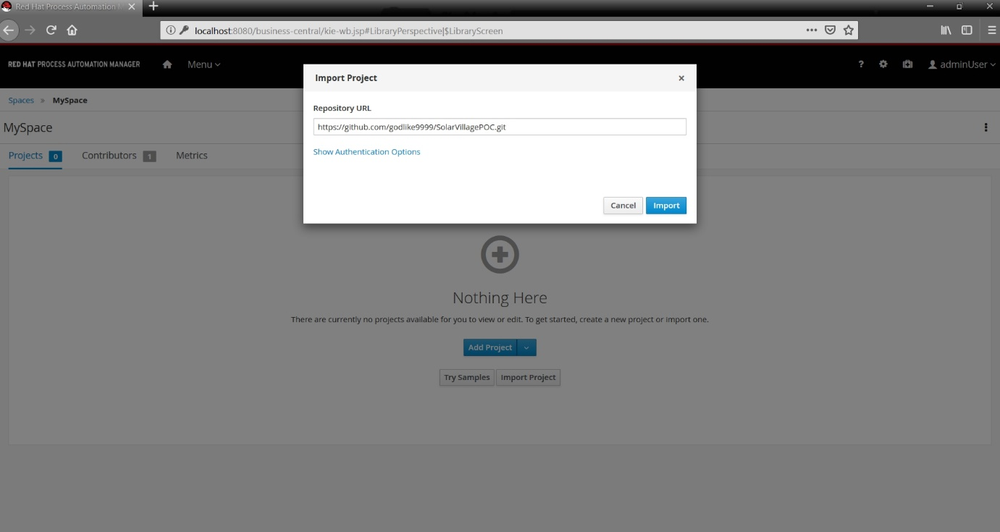 Red Hat Process Automation M
localhost:8080/business-central/kie-wb.jsp#LibraryPerspective|$LibraryScreen
RED HAT PROCESS AUTOMATION MANAGER
Menu
? adminUser
Import Project
Spaces » MySpace
Repository URL
MySpace
https://github.com/godlike9999/SolarVillagePOC.git
Projects 0 Contributors 1 Metrics
Show Authentication Options
Cancel Import
Nothing Here
There are currently no projects available for you to view or edit. To get started, create a new project or import one.
Add Project
Try Samples Import Project